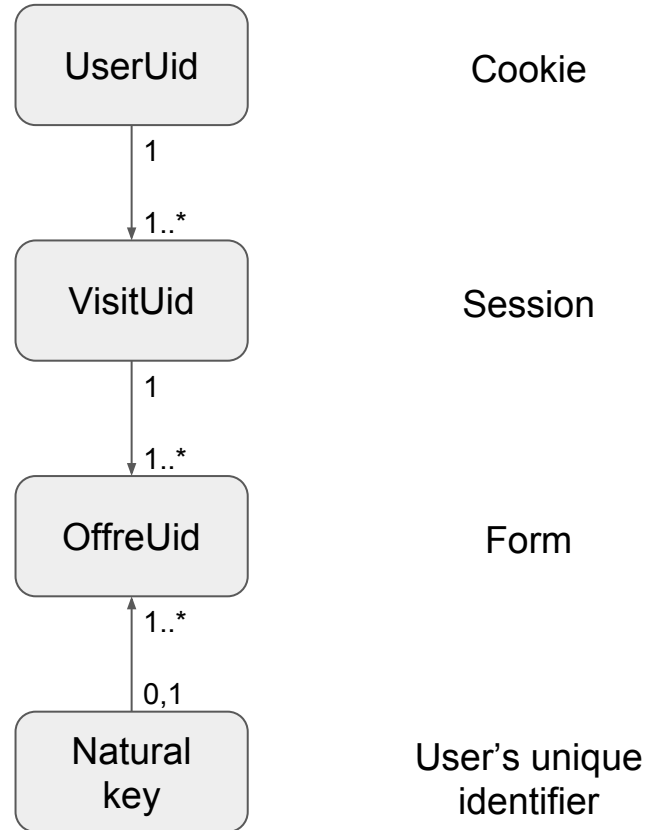 UserUid
Cookie
1
1..*
VisitUid
Session
1
1..*
OffreUid
Form
1..*
0,1
Natural
key
User’s unique
identifier